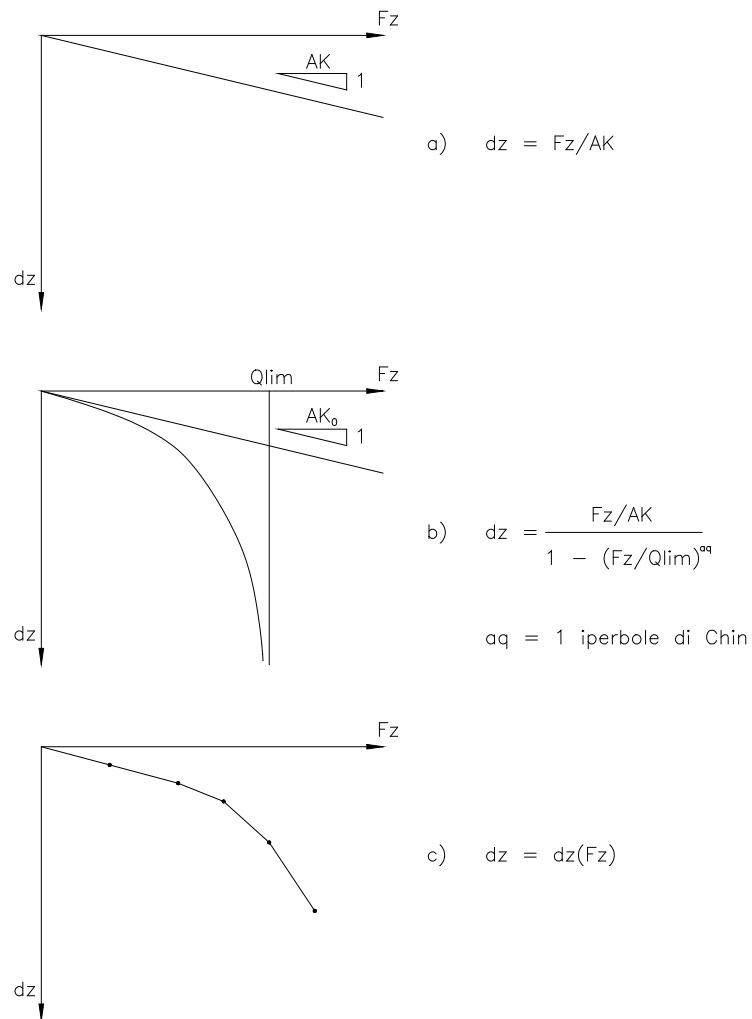 Fz
AK
1
a) dz = Fz/AK
dz
Qlim Fz
AK₀
1
b) dz = Fz/AK
1 - (Fz/Qlim)^aq
dz
aq = 1 iperbole di Chin
Fz
c) dz = dz(Fz)
dz